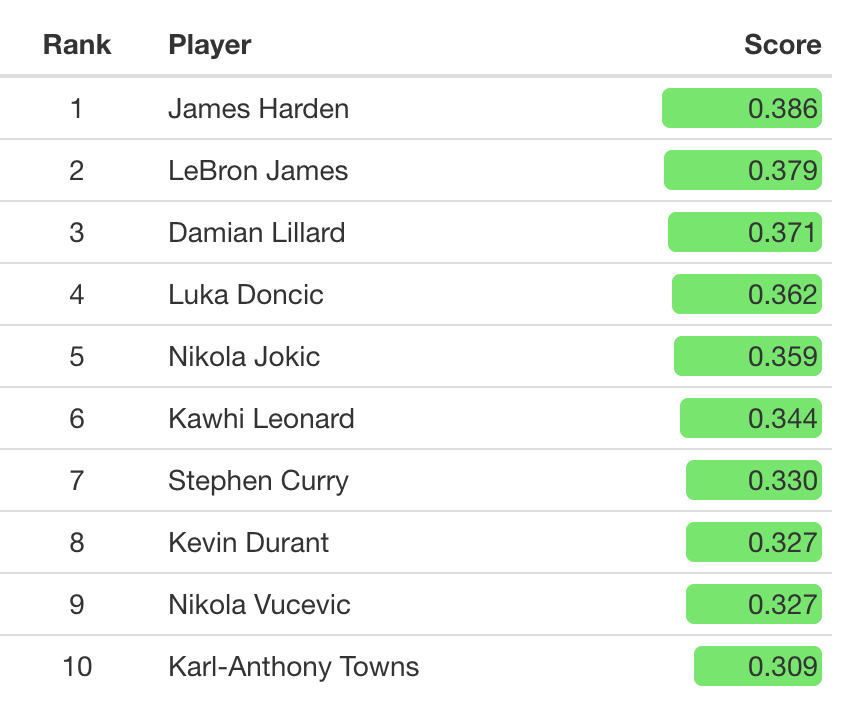 Rank Player Score
1 James Harden 0.386
2 LeBron James 0.379
3 Damian Lillard 0.371
4 Luka Doncic 0.362
5 Nikola Jokic 0.359
6 Kawhi Leonard 0.344
7 Stephen Curry 0.330
8 Kevin Durant 0.327
9 Nikola Vucevic 0.327
10 Karl-Anthony Towns 0.309